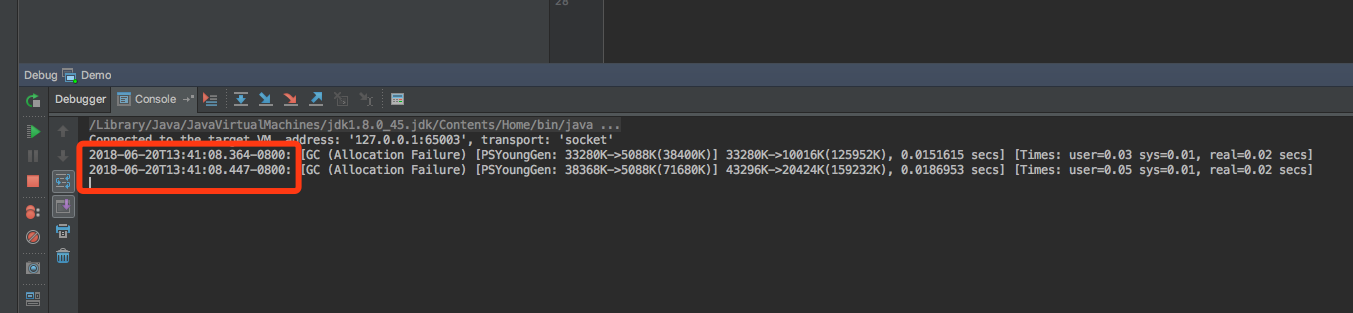 28
Debug Demo
Debugger Console
/Library/Java/JavaVirtualMachines/jdk1.8.0_45.jdk/Contents/Home/bin/java ...
Connected to the target VM, address: '127.0.0.1:65003', transport: 'socket'
2018-06-20T13:41:08.364-0800: [GC (Allocation Failure) [PSYoungGen: 33280K->5088K(38400K)] 33280K->10016K(125952K), 0.0151615 secs] [Times: user=0.03 sys=0.01, real=0.02 secs]
2018-06-20T13:41:08.447-0800: [GC (Allocation Failure) [PSYoungGen: 38368K->5088K(71680K)] 43296K->20424K(159232K), 0.0186953 secs] [Times: user=0.05 sys=0.01, real=0.02 secs]